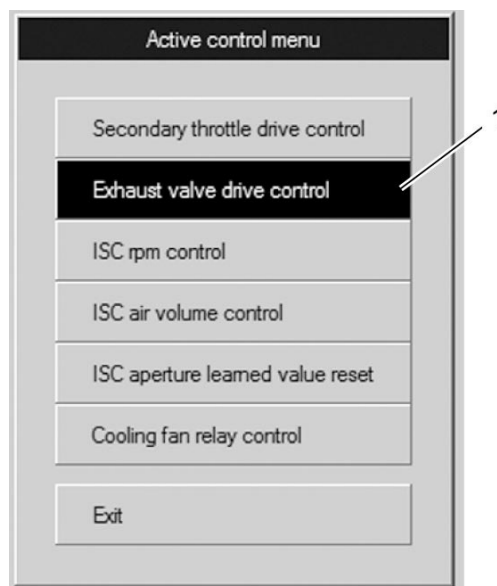 Active control menu
Secondary throttle drive control
Exhaust valve drive control
ISC rpm control
ISC air volume control
ISC aperture learned value reset
Cooling fan relay control
Exit